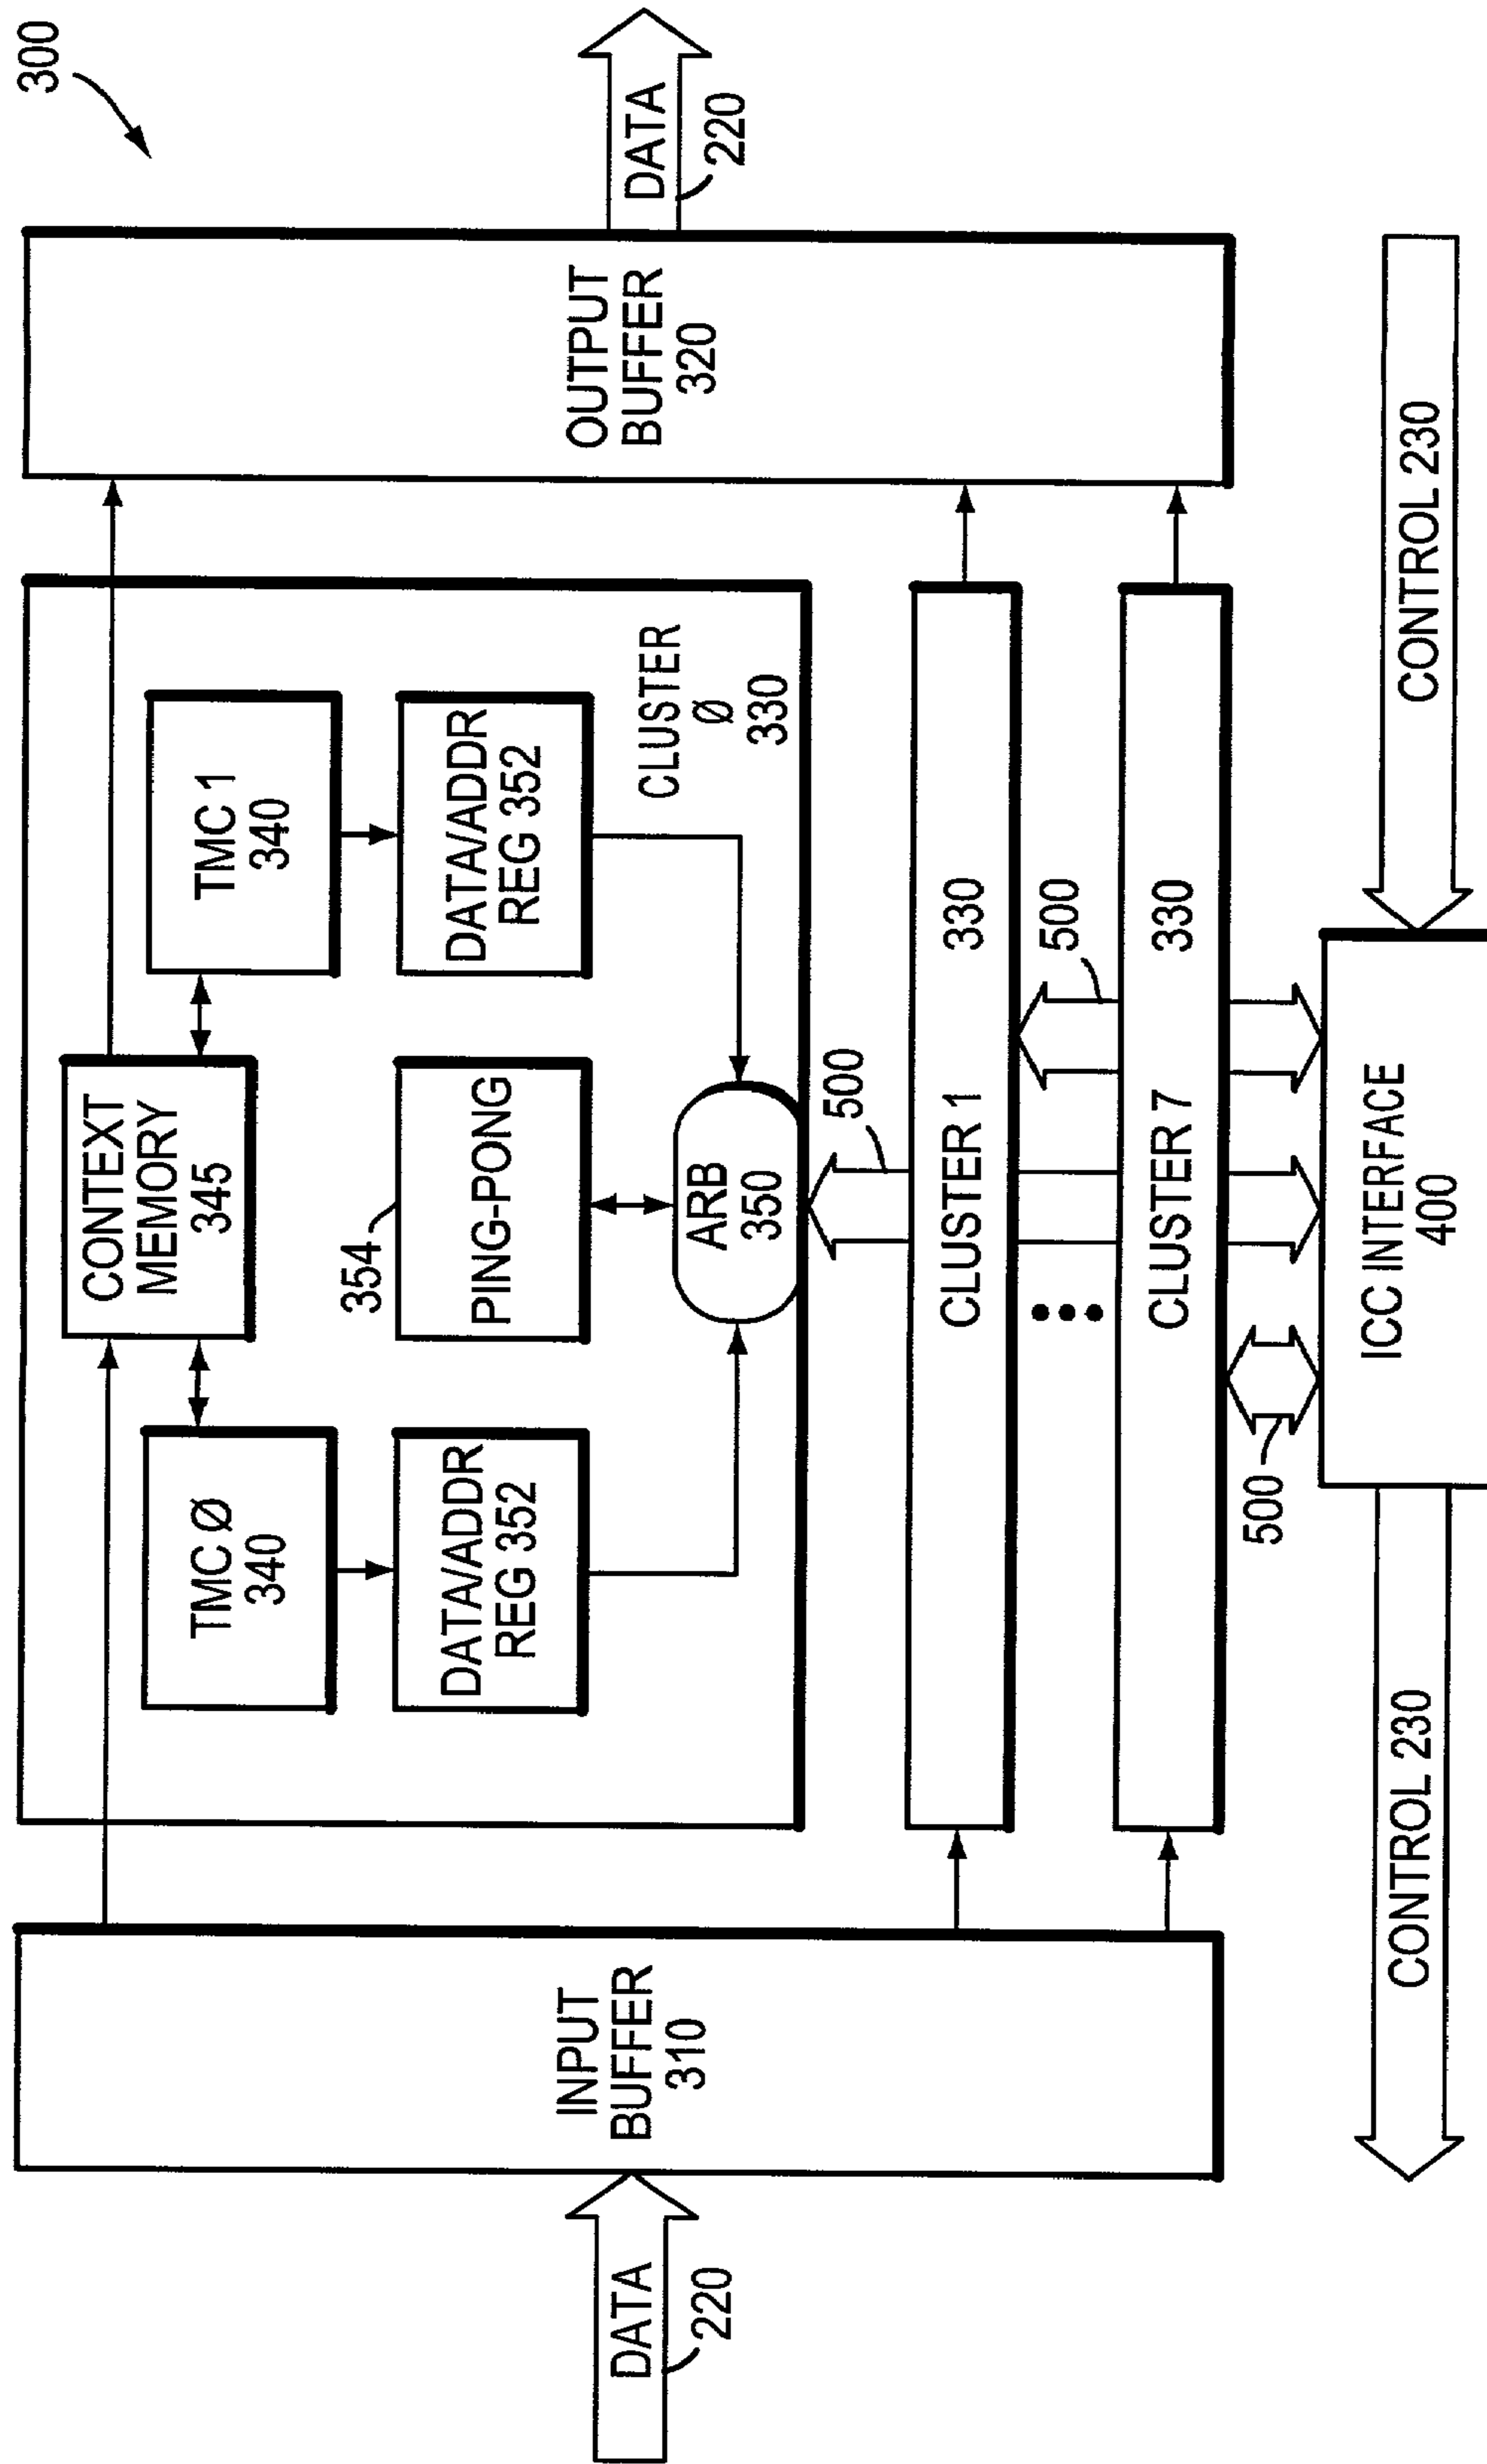 300
DATA
220
INPUT
BUFFER
310
CONTEXT
MEMORY
345
TMC Ø
340
TMC 1
340
DATA/ADDR
REG 352
354
PING-PONG
DATA/ADDR
REG 352
ARB
350
CLUSTER
Ø
330
500
CLUSTER 1
330
500
CLUSTER 7
330
500
ICC INTERFACE
400
OUTPUT
BUFFER
320
DATA
220
CONTROL 230
CONTROL 230